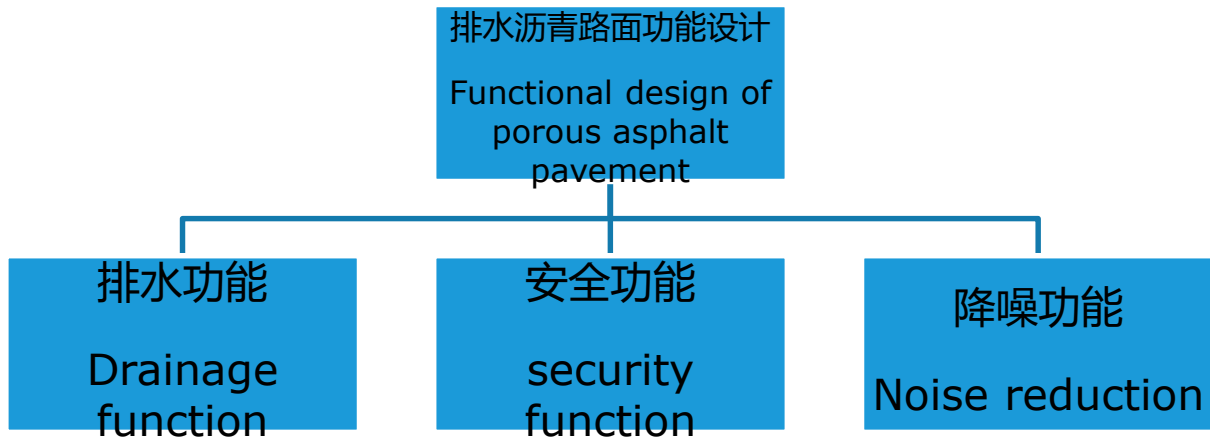 排水沥青路面功能设计
Functional design of
porous asphalt
pavement
排水功能
Drainage
function
安全功能
security
function
降噪功能
Noise reduction